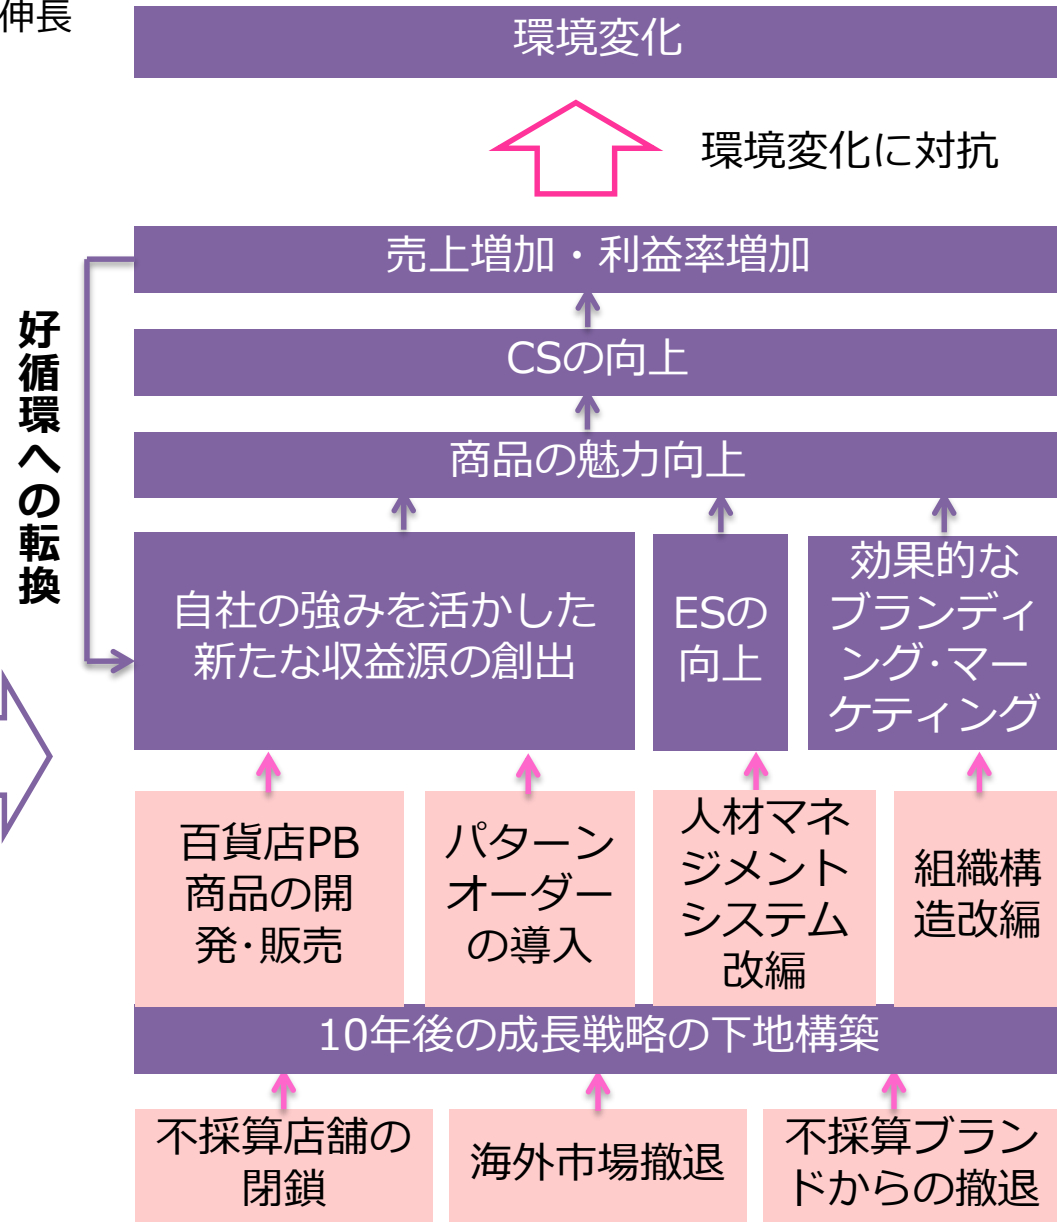 伸長
環境変化
環境変化に対抗
売上増加・利益率増加
CSの向上
商品の魅力向上
好循環への転換
自社の強みを活かした
新たな収益源の創出
ESの
向上
効果的な
ブランディ
ング･マー
ケティング
百貨店PB
商品の開
発･販売
パターン
オーダー
の導入
人材マネ
ジメント
システム
改編
組織構
造改編
10年後の成長戦略の下地構築
不採算店舗の
閉鎖
海外市場撤退
不採算ブラン
ドからの撤退